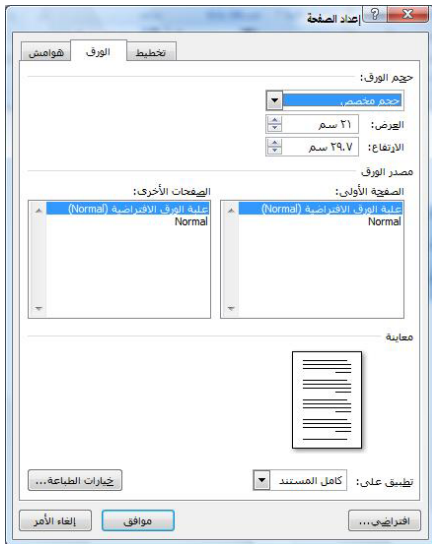 إعداد الصفحة
هوامش
الورق
تخطيط
حجم الورق:
حجم مخصص
العرض: ٢١ سم
الارتفاع: ٢٩.٧ سم
مصدر الورق
الصفحة الأولى:
علبة الورق الافتراضية (Normal)
Normal
الصفحات الأخرى:
علبة الورق الافتراضية (Normal)
Normal
معاينة
تطبيق على: كامل المستند
خيارات الطباعة...
افتراضي...
موافق
إلغاء الأمر